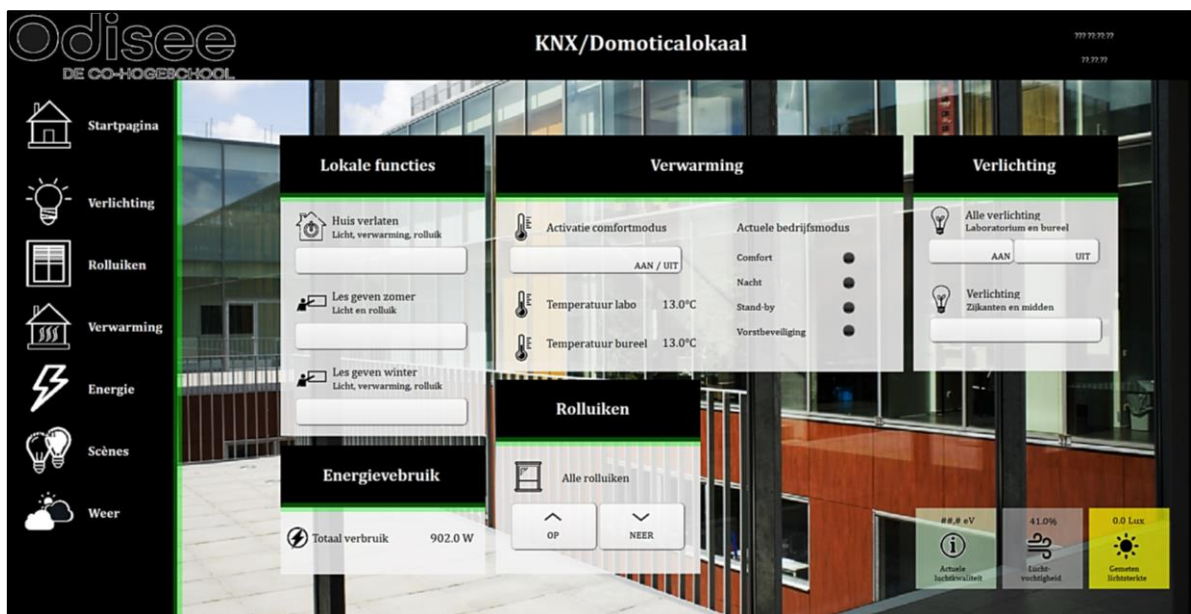 Odisee
DE CO-HOGESCHOOL
KNX/Domoticalokaal
??? ??:??:??
??.??.??
Startpagina
Verlichting
Rolluiken
Verwarming
Energie
Scènes
Weer
Lokale functies
Huis verlaten
Licht, verwarming, rolluik
Les geven zomer
Licht en rolluik
Les geven winter
Licht, verwarming, rolluik
Energievebruik
Totaal verbruik 902.0 W
Verwarming
Activatie comfortmodus
AAN / UIT
Temperatuur labo 13.0°C
Temperatuur bureel 13.0°C
Actuele bedrijfsmodus
Comfort
Nacht
Stand-by
Vorstbeveiliging
Rolluiken
Alle rolluiken
OP NEER
Verlichting
Alle verlichting
Laboratorium en bureel
AAN UIT
Verlichting
Zijkanten en midden
##,# eV
Actuele
luchtkwaliteit
41.0%
Lucht-
vochtigheid
0.0 Lux
Gemeten
lichtsterkte